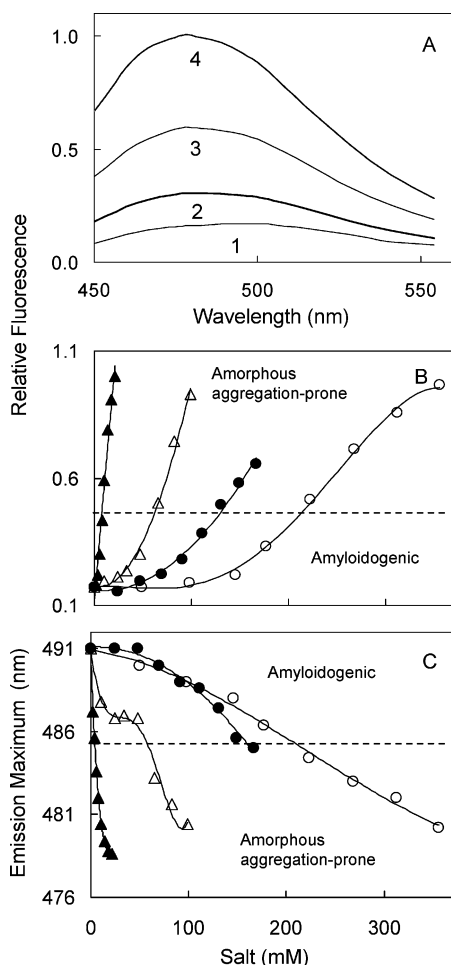 1.0
A
4
0.5
3
2
1
0.0
450
500
550
Wavelength (nm)
Relative Fluorescence
1.1
B
Amorphous
aggregation-prone
0.6
Amyloidogenic
0.1
491
C
Amyloidogenic
486
481
Amorphous
aggregation-prone
476
0
100
200
300
Salt (mM)
Emission Maximum (nm)